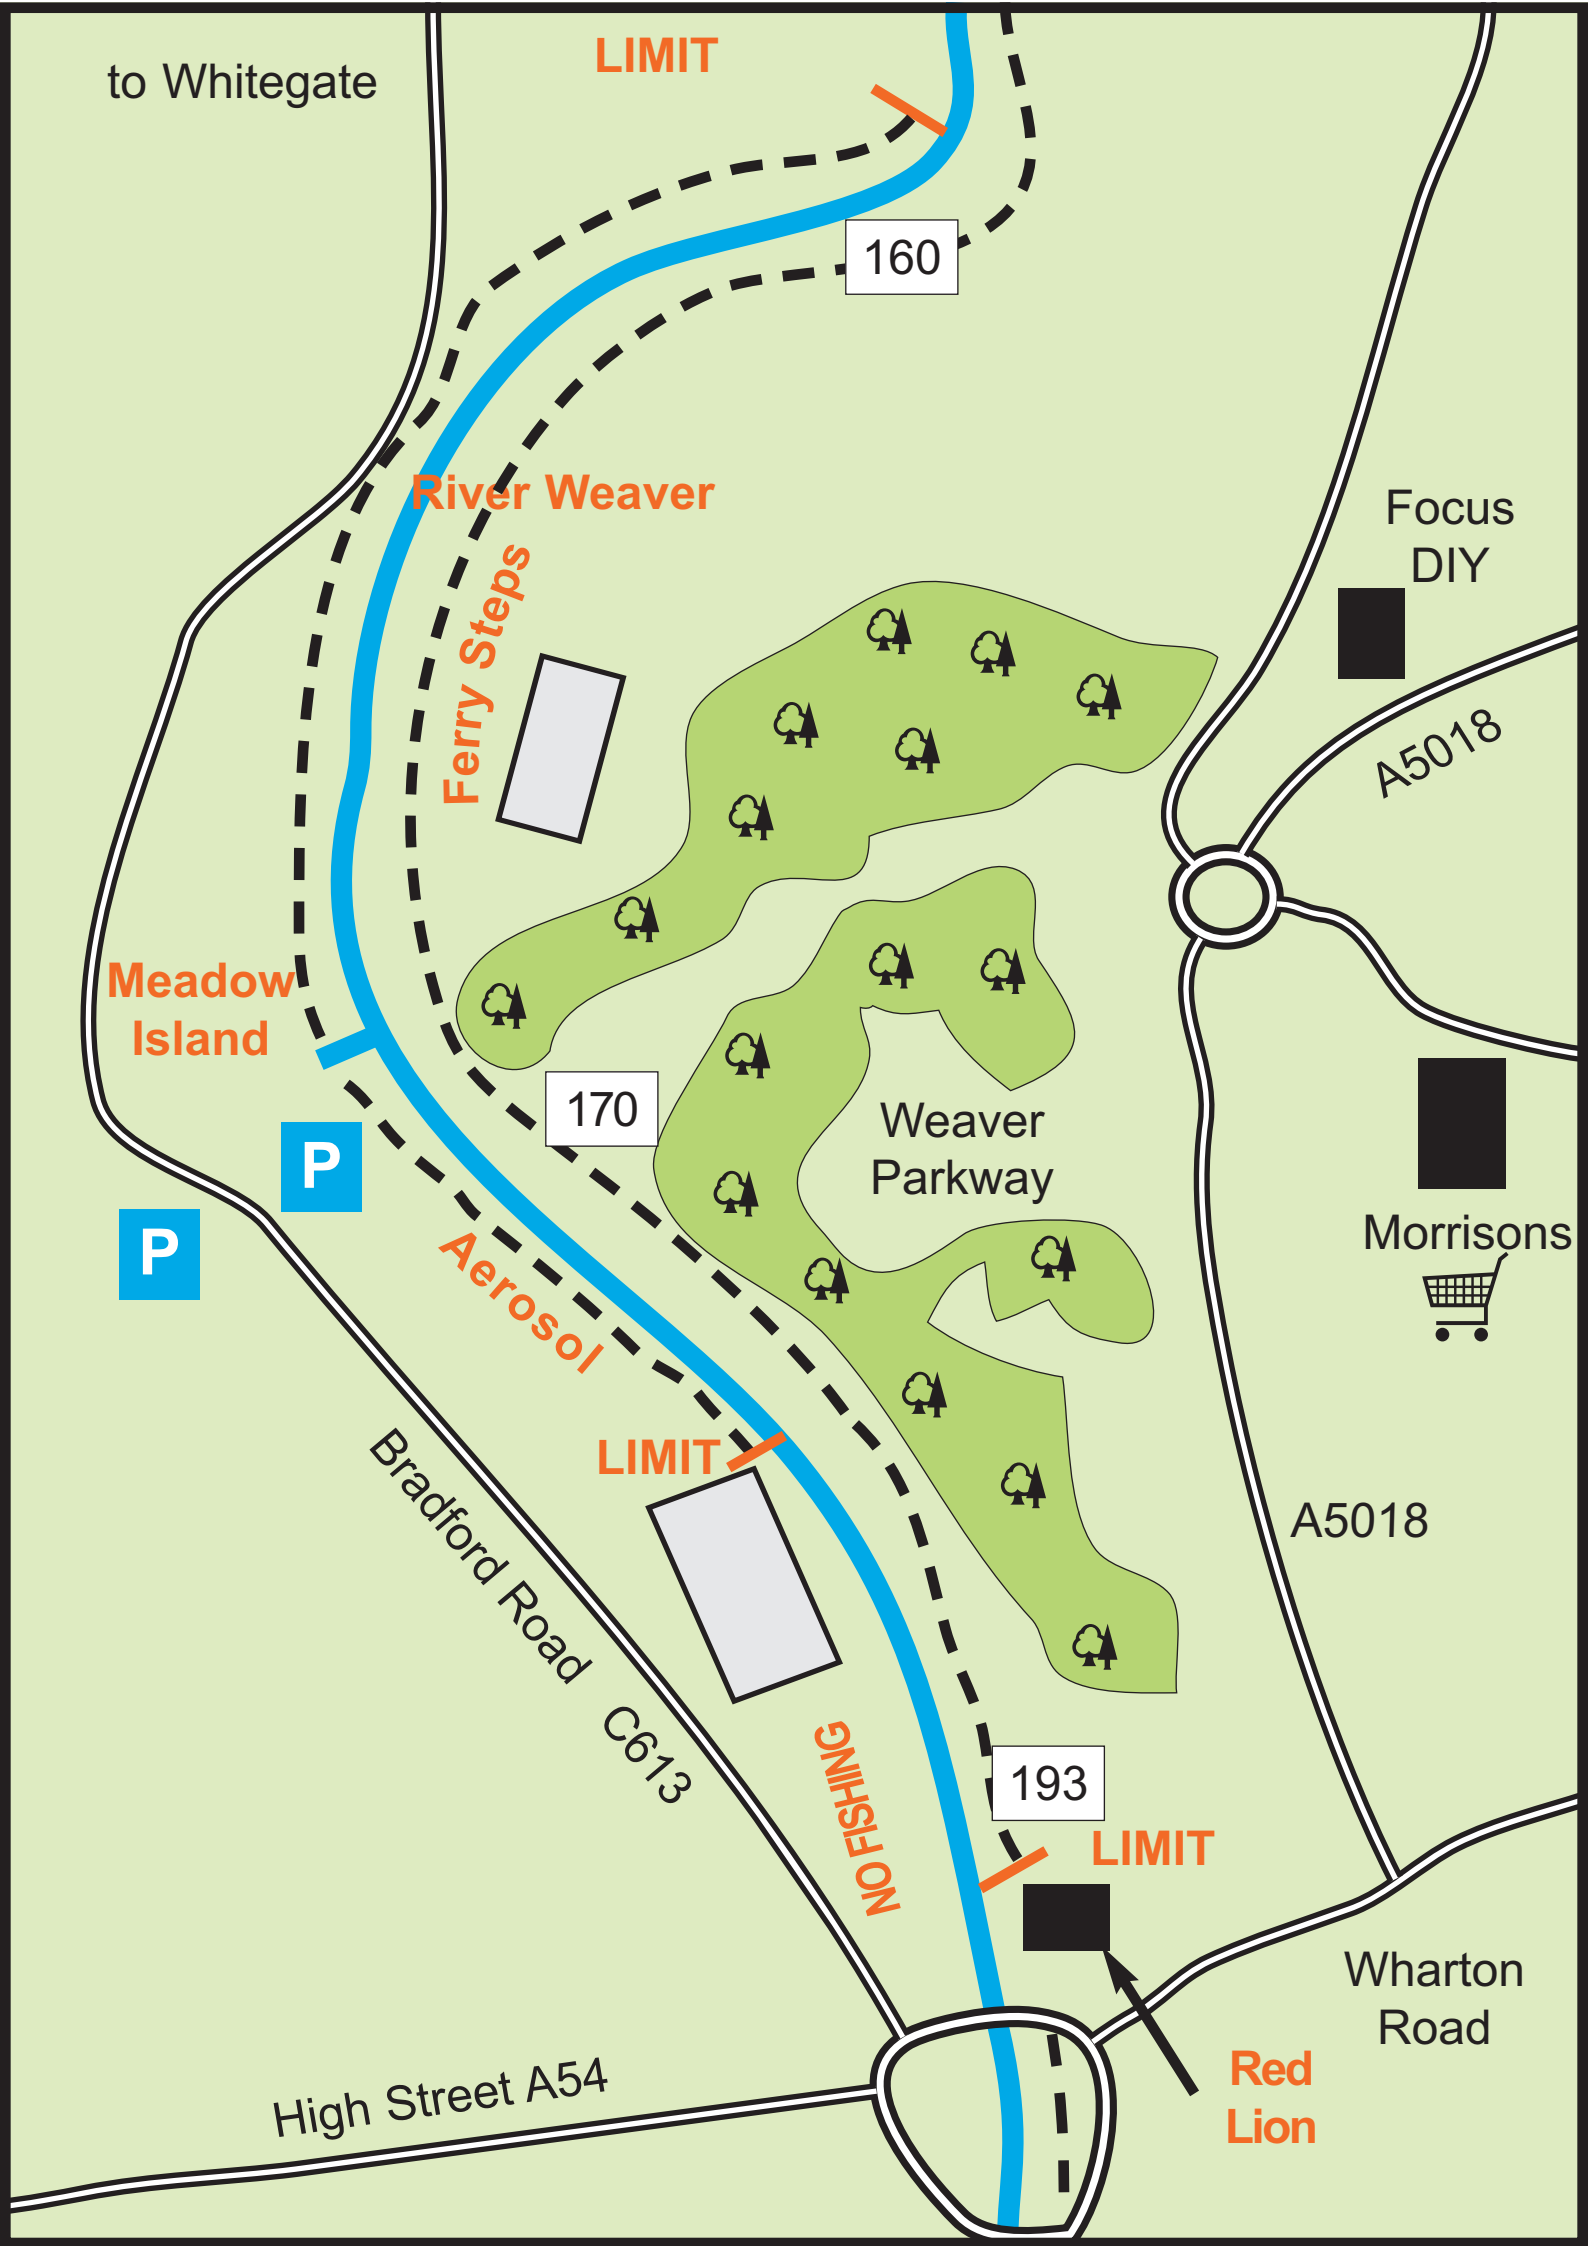 LIMIT
to Whitegate
160
River Weaver
Focus
DIY
Ferry Steps
A5018
Meadow
Island
170
Weaver
Parkway
P
P
Morrisons
Aerosol
LIMIT
Bradford Road C613
A5018
NO FISHING
193
LIMIT
Wharton
Road
Red
Lion
High Street A54